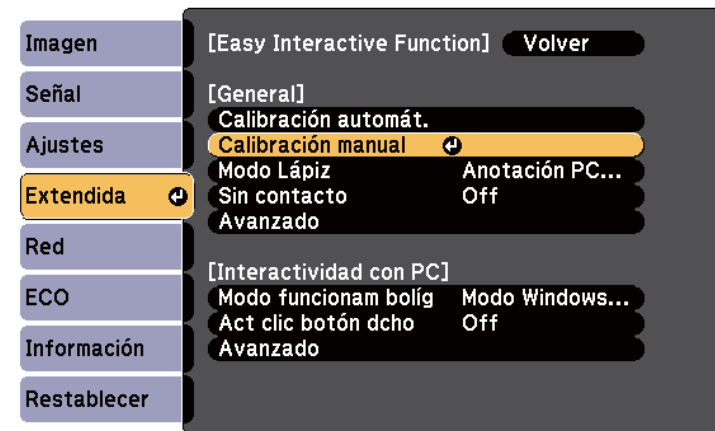 Imagen
Señal
Ajustes
Extendida
Red
ECO
Información
Restablecer
[Easy Interactive Function] Volver
[General]
Calibración automát.
Calibración manual
Modo Lápiz Anotación PC...
Sin contacto Off
Avanzado
[Interactividad con PC]
Modo funcionam bolíg Modo Windows...
Act clic botón dcho Off
Avanzado